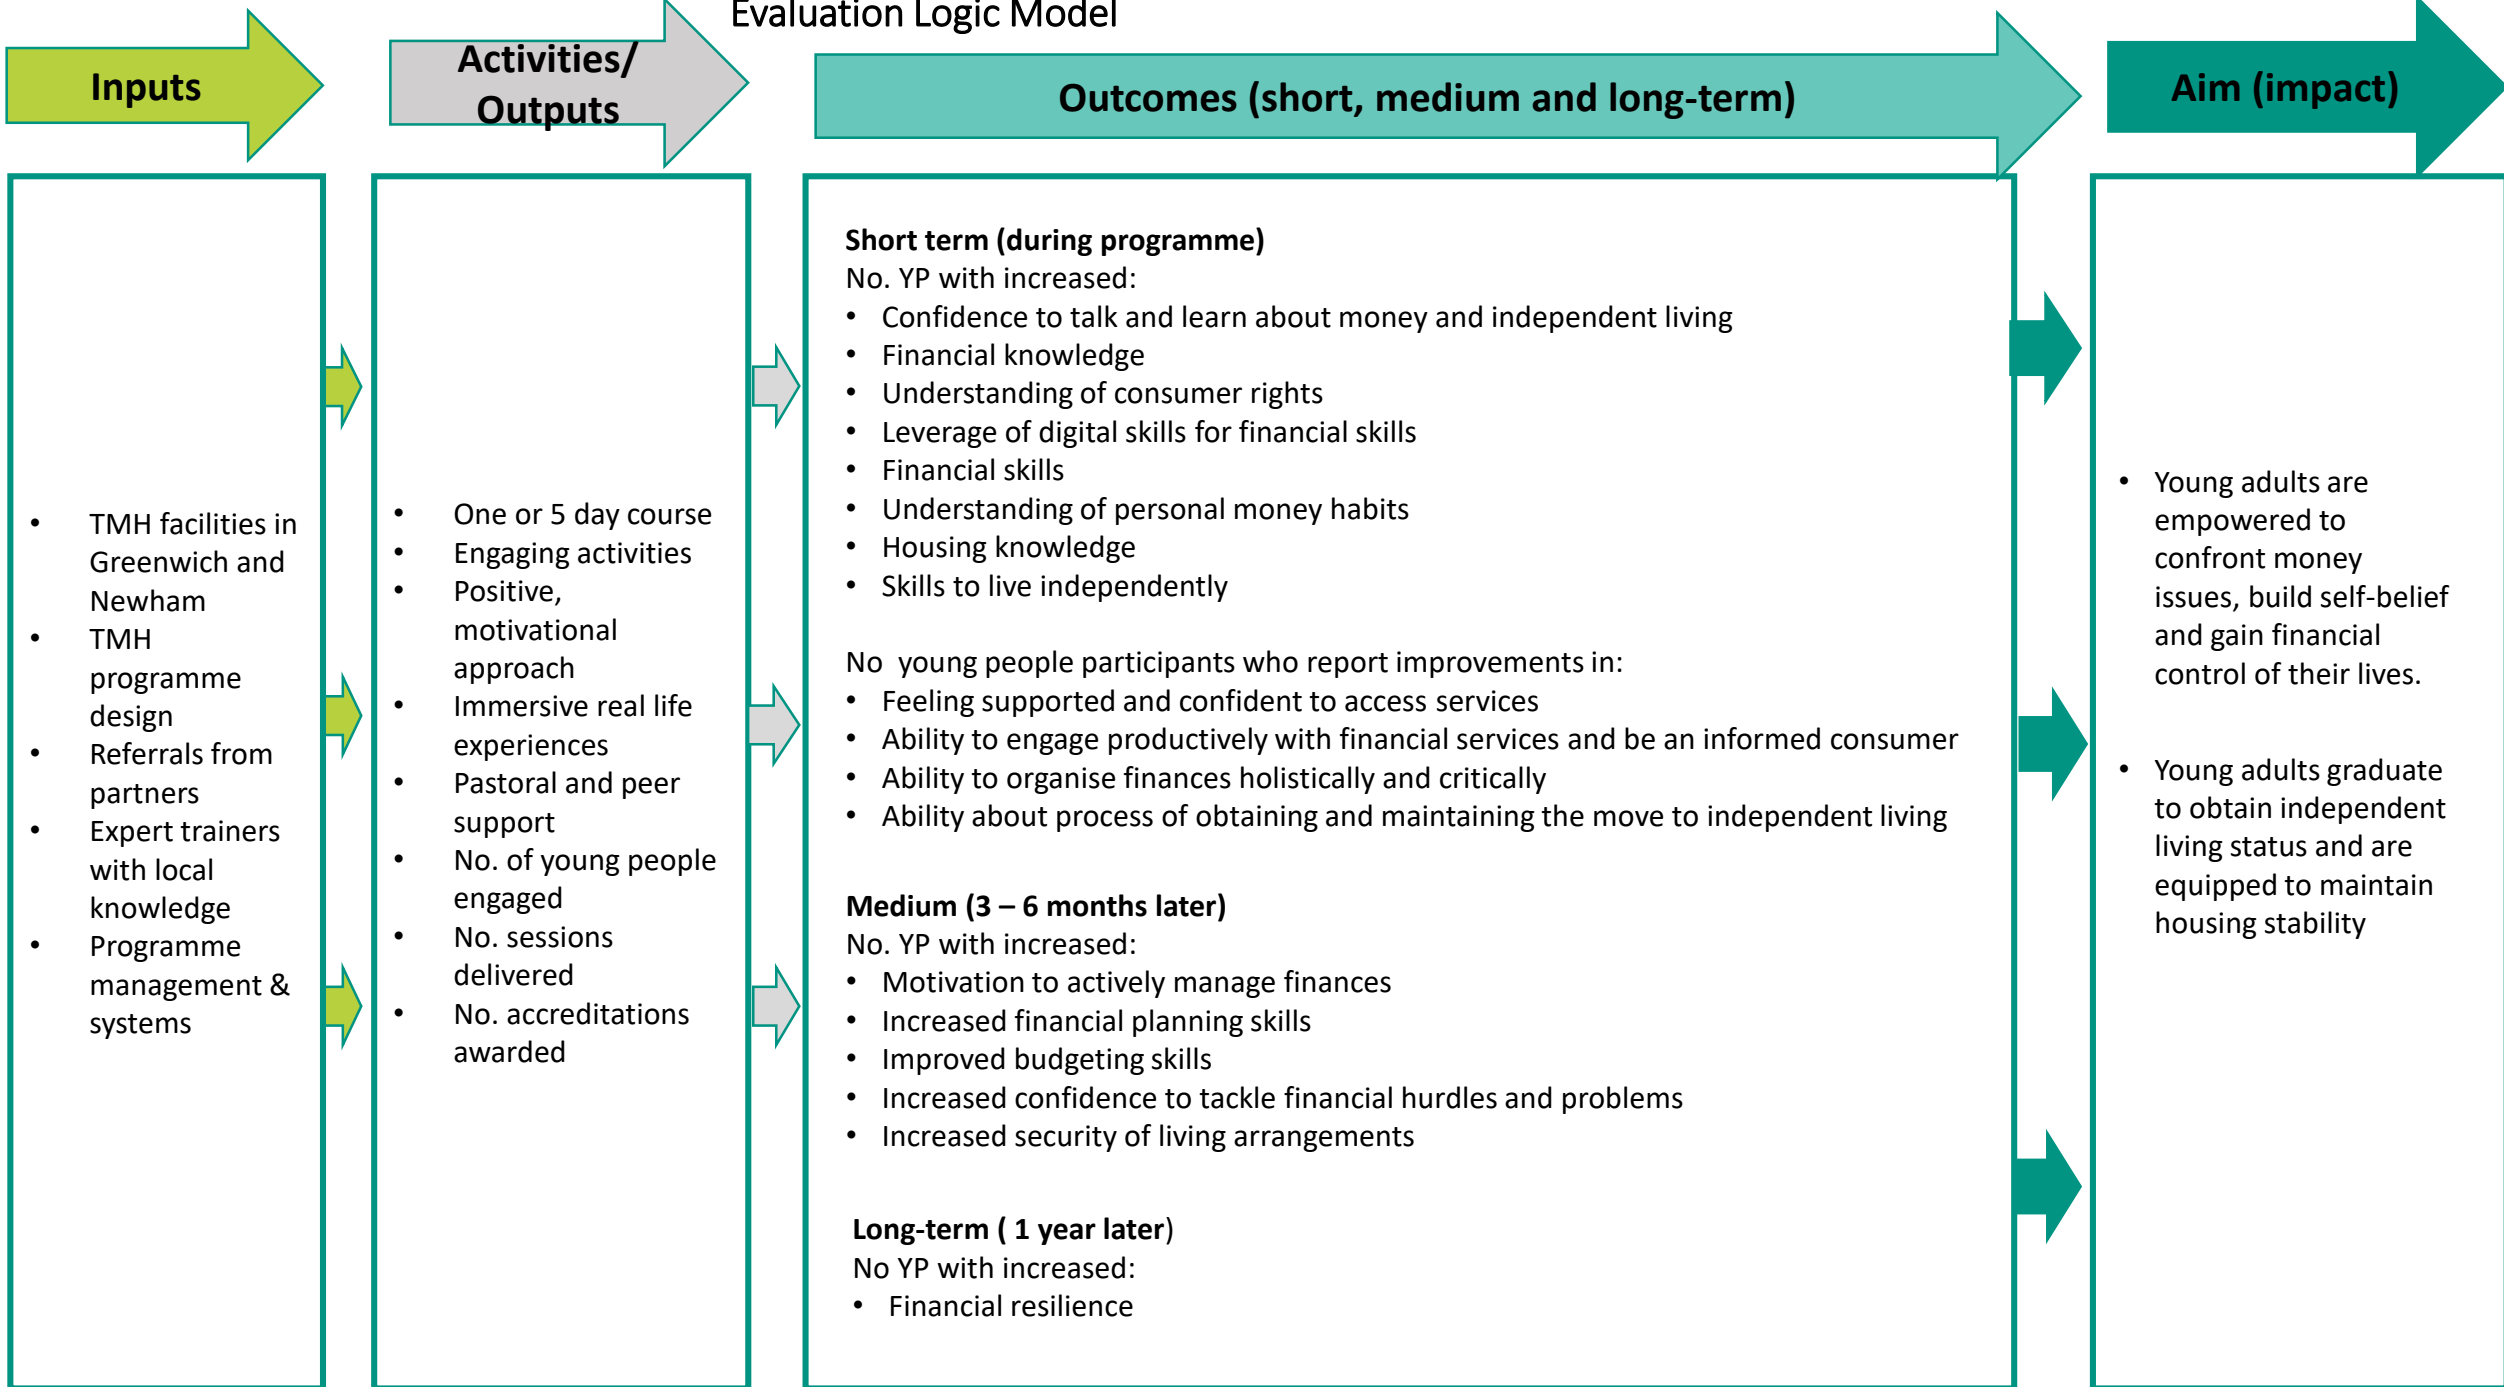 Evaluation Logic Model
Inputs
Activities/
Outputs
Outcomes (short, medium and long-term)
Aim (impact)
• TMH facilities in
Greenwich and
Newham
• TMH
programme
design
• Referrals from
partners
• Expert trainers
with local
knowledge
• Programme
management &
systems
• One or 5 day course
• Engaging activities
• Positive,
motivational
approach
• Immersive real life
experiences
• Pastoral and peer
support
• No. of young people
engaged
• No. sessions
delivered
• No. accreditations
awarded
Short term (during programme)
No. YP with increased:
• Confidence to talk and learn about money and independent living
• Financial knowledge
• Understanding of consumer rights
• Leverage of digital skills for financial skills
• Financial skills
• Understanding of personal money habits
• Housing knowledge
• Skills to live independently
No  young people participants who report improvements in:
• Feeling supported and confident to access services
• Ability to engage productively with financial services and be an informed consumer
• Ability to organise finances holistically and critically
• Ability about process of obtaining and maintaining the move to independent living
Medium (3 – 6 months later)
No. YP with increased:
• Motivation to actively manage finances
• Increased financial planning skills
• Improved budgeting skills
• Increased confidence to tackle financial hurdles and problems
• Increased security of living arrangements
Long-term ( 1 year later)
No YP with increased:
• Financial resilience
• Young adults are
empowered to
confront money
issues, build self-belief
and gain financial
control of their lives.
• Young adults graduate
to obtain independent
living status and are
equipped to maintain
housing stability